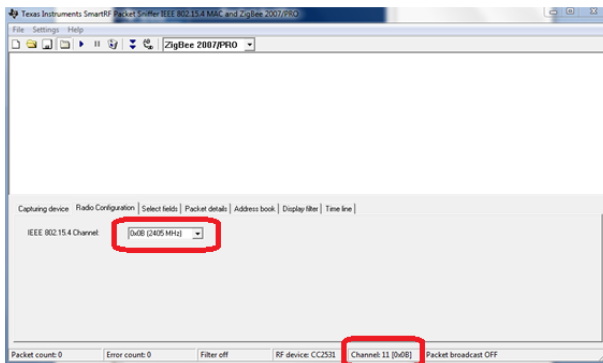 Texas Instruments SmartRF Packet Sniffer IEEE 802.15.4 MAC and ZigBee 2007/PRO
File Settings Help
ZigBee 2007/PRO
Capturing device Radio Configuration Select fields Packet details Address book Display filter Time line
IEEE 802.15.4 Channel: 0x0B (2405 MHz)
Packet count: 0 Error count: 0 Filter off RF device: CC2531 Channel: 11 [0x0B] Packet broadcast OFF